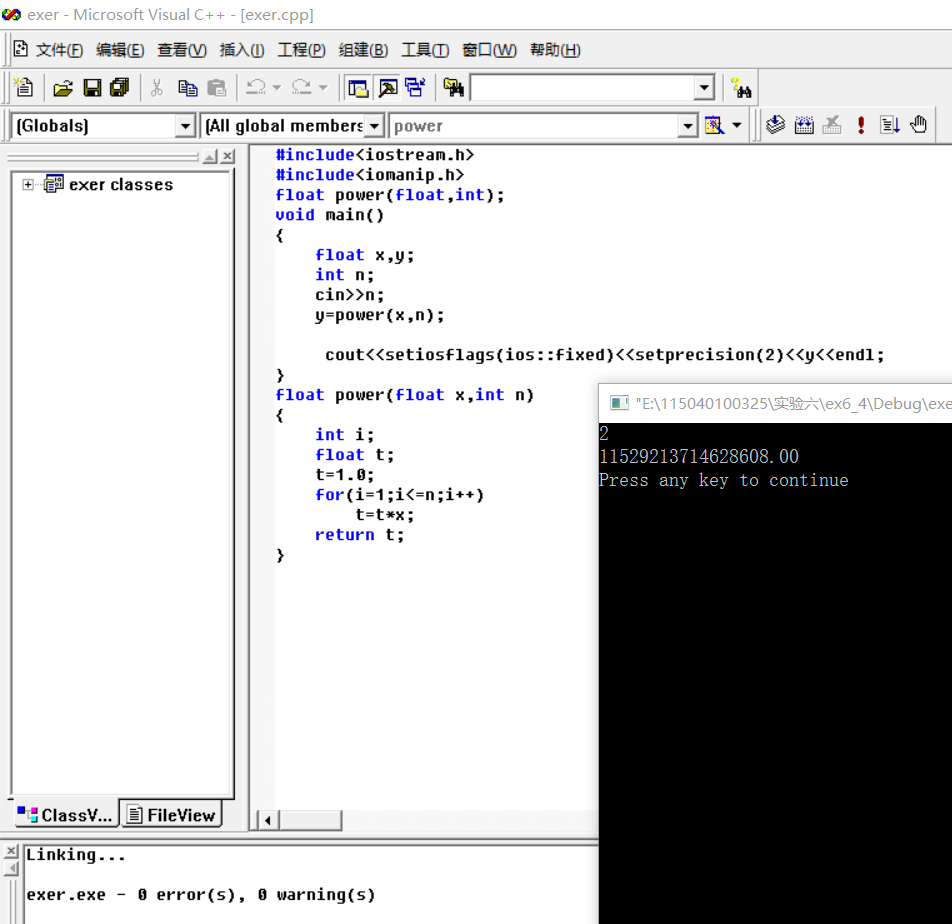 exer - Microsoft Visual C++ - [exer.cpp]
文件(F) 编辑(E) 查看(V) 插入(I) 工程(P) 组建(B) 工具(T) 窗口(W) 帮助(H)
(Globals) (All global members power
exer classes
#include<iostream.h>
#include<iomanip.h>
float power(float,int);
void main()
{
    float x,y;
    int n;
    cin>>n;
    y=power(x,n);
     cout<<setiosflags(ios::fixed)<<setprecision(2)<<y<<endl;
}
float power(float x,int n)
{
    int i;
    float t;
    t=1.0;
    for(i=1;i<=n;i++)
        t=t*x;
    return t;
}
"E:\115040100325\实验六\ex6_4\Debug\exe
2
11529213714628608.00
Press any key to continue
ClassV... FileView
Linking...
exer.exe - 0 error(s), 0 warning(s)